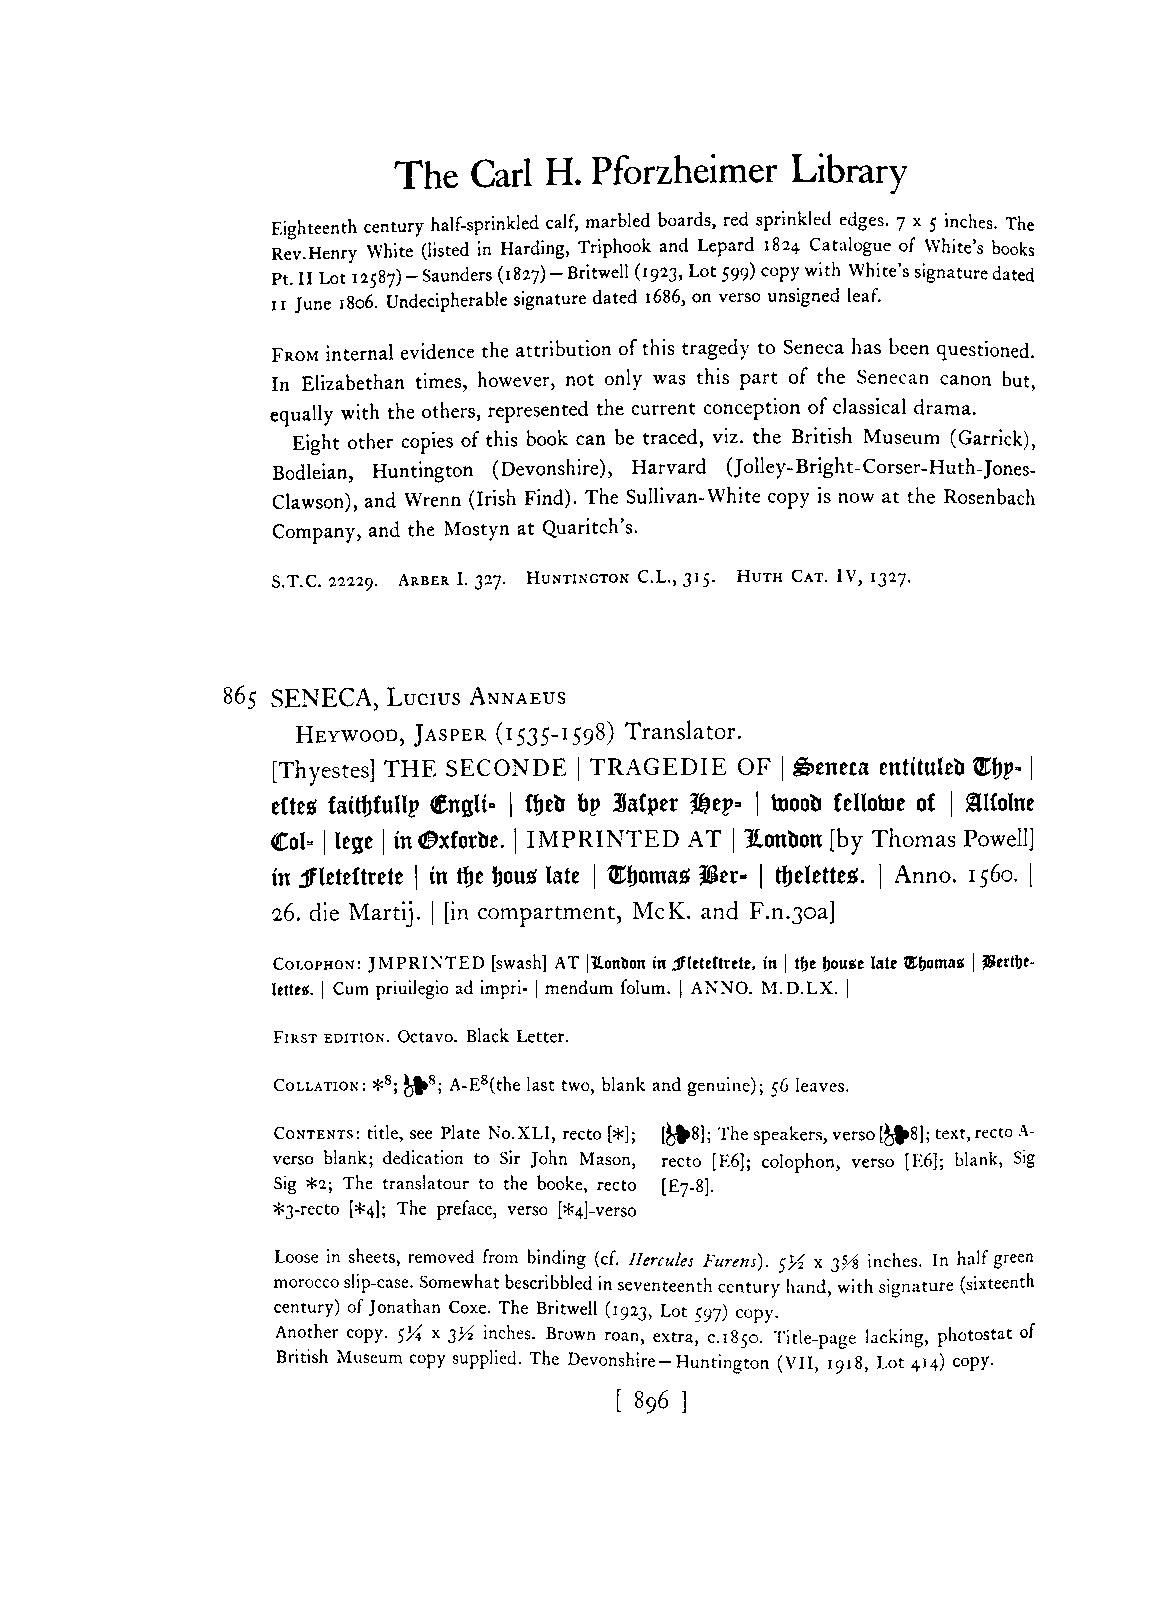 The Carl H. Pforzheimer Library
Eighteenth century half-sprinkled calf, marbled boards, red sprinkled edges. 7 x 5 inches. The
Rev.Henry White (listed in Harding, Triphook and Lepard 1824 Catalogue of White's books
Pt. II Lot 12587)—Saunders (1827)—Britwell (1923, Lot 599) copy with White's signature dated
11 June 1806. Undecipherable signature dated 1686, on verso unsigned leaf.
FROM internal evidence the attribution of this tragedy to Seneca has been questioned.
In Elizabethan times, however, not only was this part of the Senecan canon but,
equally with the others, represented the current conception of classical drama.
Eight other copies of this book can be traced, viz. the British Museum (Garrick),
Bodleian, Huntington (Devonshire), Harvard (Jolley-Bright-Corser-Huth-Jones-
Clawson), and Wrenn (Irish Find). The Sullivan-White copy is now at the Rosenbach
Company, and the Mostyn at Quaritch's.
S.T.C. 22229. ARBER I. 327. HUNTINGTON C.L., 315. HUTH CAT. IV, 1327.
865 SENECA, LUCIUS ANNAEUS
HEYWOOD, JASPER (1535-1598) Translator.
[Thyestes] THE SECONDE | TRAGEDIE OF | Seneca entituled Thy- |
eſtes faithfully Engli- | ſhed by Iaſper Hey- | wood fellowe of | Alſolne
Col- | lege | in Oxforde. | IMPRINTED AT | London [by Thomas Powell]
in Fleteſtrete | in the hous late | Thomas Ber- | thelettes. | Anno. 1560. |
26. die Martij. | [in compartment, McK. and F.n.30a]
COLOPHON: JMPRINTED [swash] AT |London in Fleteſtrete, in | the house late Thomas | Berthe-
lettes. | Cum priuilegio ad impri- | mendum ſolum. | ANNO. M.D.LX. |
FIRST EDITION. Octavo. Black Letter.
COLLATION: *⁸; ❧⁸; A-E⁸(the last two, blank and genuine); 56 leaves.
CONTENTS: title, see Plate No.XLI, recto [*];
verso blank; dedication to Sir John Mason,
Sig *2; The translatour to the booke, recto
*3-recto [*4]; The preface, verso [*4]-verso
[❧8]; The speakers, verso [❧8]; text, recto A-
recto [E6]; colophon, verso [E6]; blank, Sig
[E7-8].
Loose in sheets, removed from binding (cf. Hercules Furens). 5½ x 3⅝ inches. In half green
morocco slip-case. Somewhat bescribbled in seventeenth century hand, with signature (sixteenth
century) of Jonathan Coxe. The Britwell (1923, Lot 597) copy.
Another copy. 5¼ x 3½ inches. Brown roan, extra, c.1850. Title-page lacking, photostat of
British Museum copy supplied. The Devonshire—Huntington (VII, 1918, Lot 414) copy.
[ 896 ]